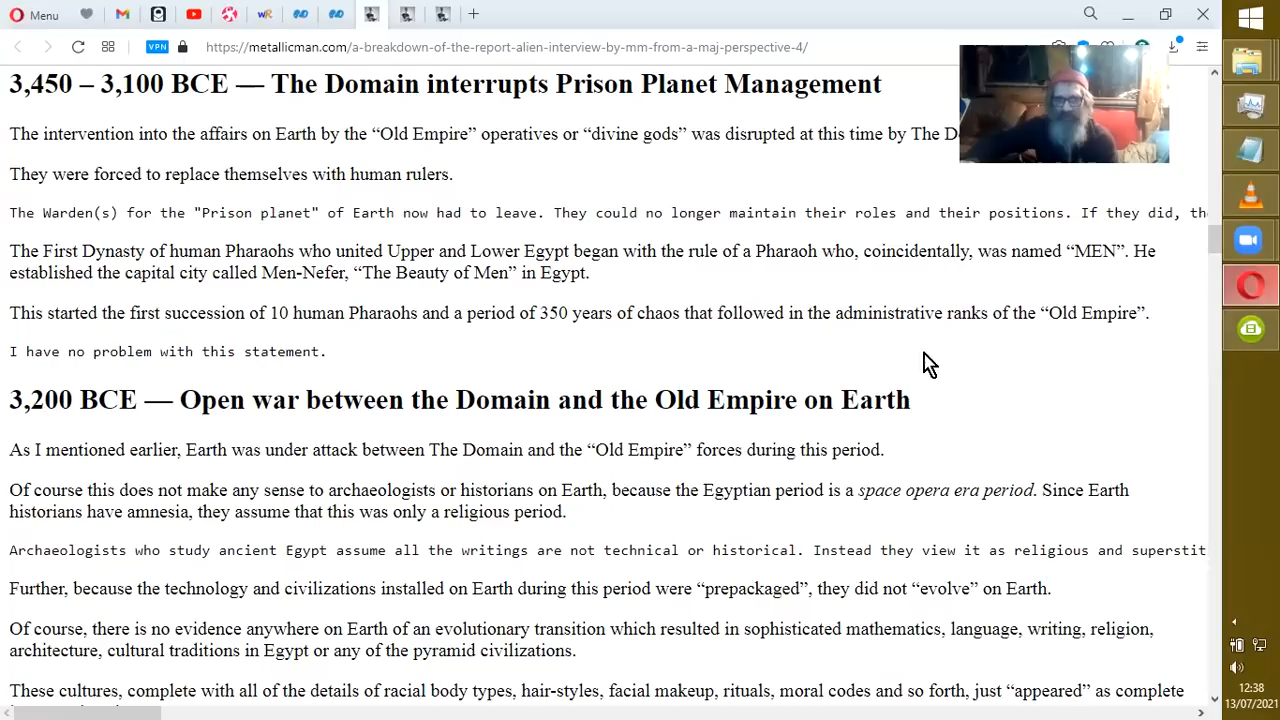 Menu
VPN
https://metallicman.com/a-breakdown-of-the-report-alien-interview-by-mm-from-a-maj-perspective-4/
3,450 – 3,100 BCE — The Domain interrupts Prison Planet Management
The intervention into the affairs on Earth by the “Old Empire” operatives or “divine gods” was disrupted at this time by The
They were forced to replace themselves with human rulers.
The Warden(s) for the "Prison planet" of Earth now had to leave. They could no longer maintain their roles and their positions. If they did,
The First Dynasty of human Pharaohs who united Upper and Lower Egypt began with the rule of a Pharaoh who, coincidentally, was named “MEN”. He
established the capital city called Men-Nefer, “The Beauty of Men” in Egypt.
This started the first succession of 10 human Pharaohs and a period of 350 years of chaos that followed in the administrative ranks of the “Old Empire”.
I have no problem with this statement.
3,200 BCE — Open war between the Domain and the Old Empire on Earth
As I mentioned earlier, Earth was under attack between The Domain and the “Old Empire” forces during this period.
Of course this does not make any sense to archaeologists or historians on Earth, because the Egyptian period is a space opera era period. Since Earth
historians have amnesia, they assume that this was only a religious period.
Archaeologists who study ancient Egypt assume all the writings are not technical or historical. Instead they view it as religious and superstit
Further, because the technology and civilizations installed on Earth during this period were “prepackaged”, they did not “evolve” on Earth.
Of course, there is no evidence anywhere on Earth of an evolutionary transition which resulted in sophisticated mathematics, language, writing, religion,
architecture, cultural traditions in Egypt or any of the pyramid civilizations.
These cultures, complete with all of the details of racial body types, hair-styles, facial makeup, rituals, moral codes and so forth, just “appeared” as complete
12:38
13/07/2021